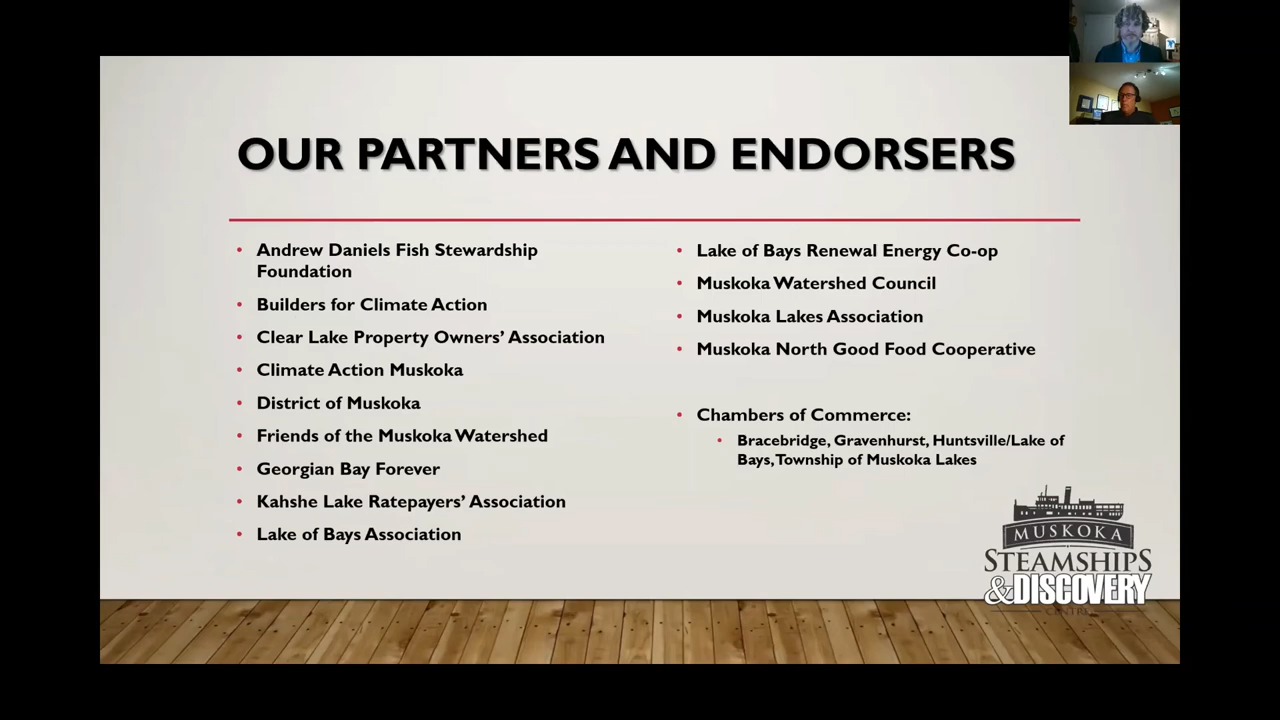 OUR PARTNERS AND ENDORSERS
• Andrew Daniels Fish Stewardship
Foundation
• Builders for Climate Action
• Clear Lake Property Owners’ Association
• Climate Action Muskoka
• District of Muskoka
• Friends of the Muskoka Watershed
• Georgian Bay Forever
• Kahshe Lake Ratepayers’ Association
• Lake of Bays Association
• Lake of Bays Renewal Energy Co-op
• Muskoka Watershed Council
• Muskoka Lakes Association
• Muskoka North Good Food Cooperative
• Chambers of Commerce:
• Bracebridge, Gravenhurst, Huntsville/Lake of
Bays, Township of Muskoka Lakes
MUSKOKA
STEAMSHIPS
& DISCOVERY
CENTRE